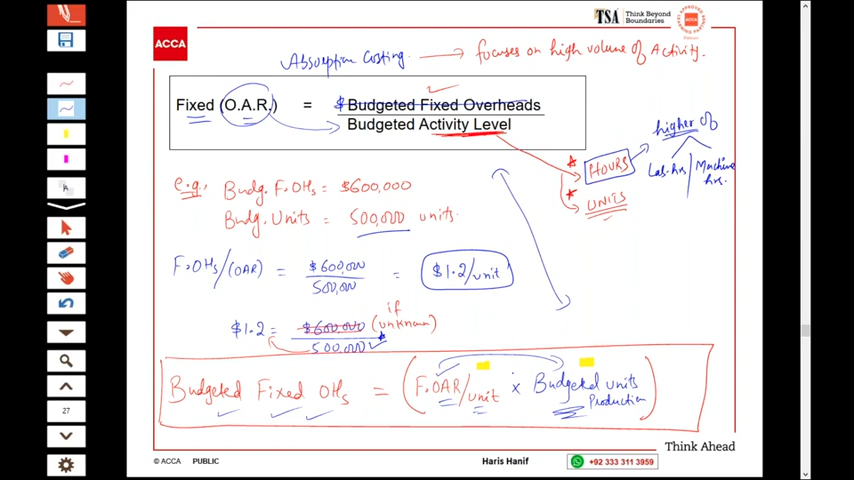 TSA Think Beyond Boundaries
ACCA
Absorption Costing. → focuses on high volume of Activity.
Fixed (O.A.R.) = $ Budgeted Fixed Overheads
Budgeted Activity Level
higher of
HOURS
Lab.hrs Machine hrs.
UNITS
e.g. Budg. F.OHs = $600,000
Budg. Units = 500,000 units.
F.OHs/(OAR) = $600,000 = $1.2/unit
500,000
if
$1.2 = $600,000 (unknown)
500,000
Budgeted Fixed OHs = (F.OAR/unit × Budgeted units Production)
27
Think Ahead
© ACCA PUBLIC Haris Hanif +92 333 311 3959